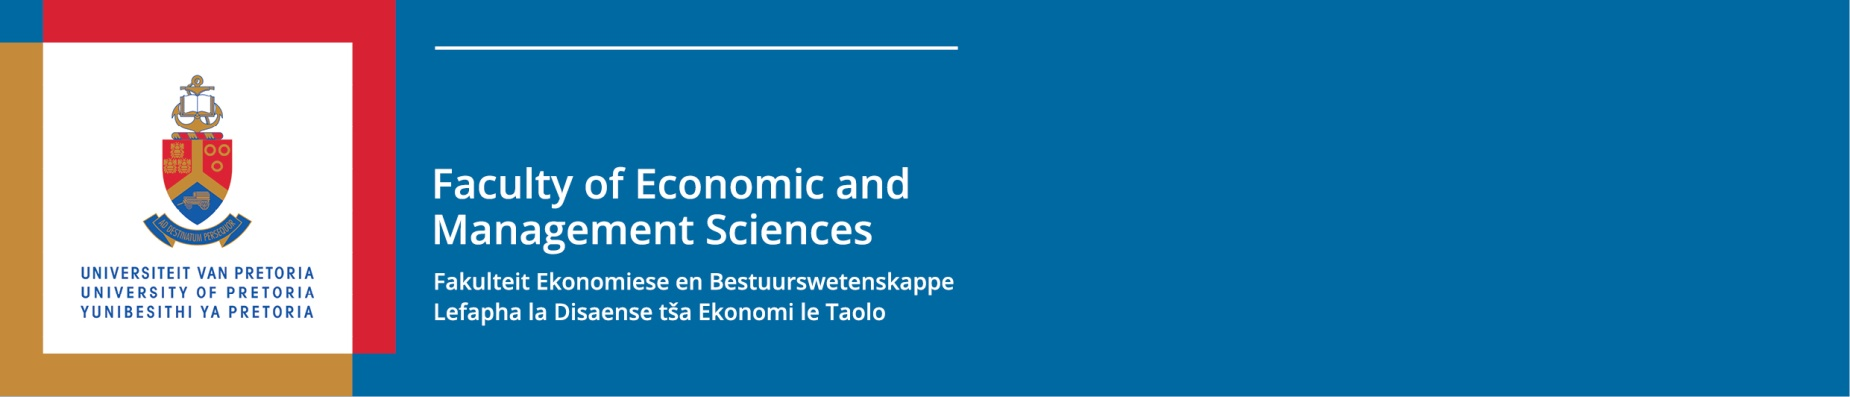 AD DESTINATUM PERSEQUOR
UNIVERSITEIT VAN PRETORIA
UNIVERSITY OF PRETORIA
YUNIBESITHI YA PRETORIA
Faculty of Economic and
Management Sciences
Fakulteit Ekonomiese en Bestuurswetenskappe
Lefapha la Disaense tša Ekonomi le Taolo